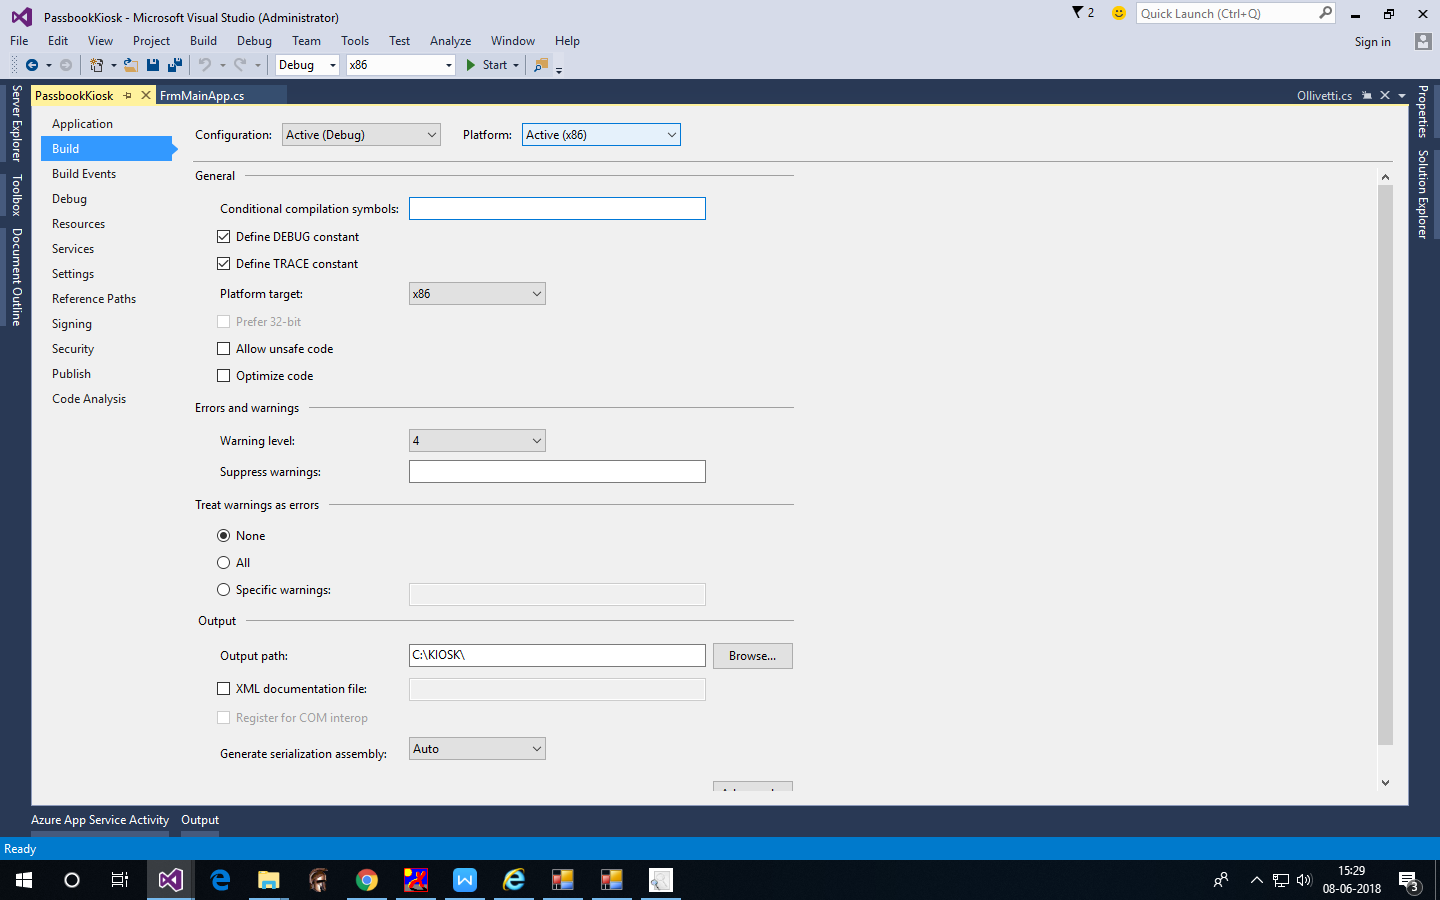 PassbookKiosk - Microsoft Visual Studio (Administrator)
2
Quick Launch (Ctrl+Q)
File Edit View Project Build Debug Team Tools Test Analyze Window Help
Sign in
Debug x86 Start
PassbookKiosk FrmMainApp.cs Ollivetti.cs
Server Explorer
Toolbox
Document Outline
Application
Build
Build Events
Debug
Resources
Services
Settings
Reference Paths
Signing
Security
Publish
Code Analysis
Configuration: Active (Debug) Platform: Active (x86)
General
Conditional compilation symbols:
Define DEBUG constant
Define TRACE constant
Platform target: x86
Prefer 32-bit
Allow unsafe code
Optimize code
Errors and warnings
Warning level: 4
Suppress warnings:
Treat warnings as errors
None
All
Specific warnings:
Output
Output path: C:\KIOSK\ Browse...
XML documentation file:
Register for COM interop
Generate serialization assembly: Auto
Properties
Solution Explorer
Azure App Service Activity Output
Ready
15:29
08-06-2018
3